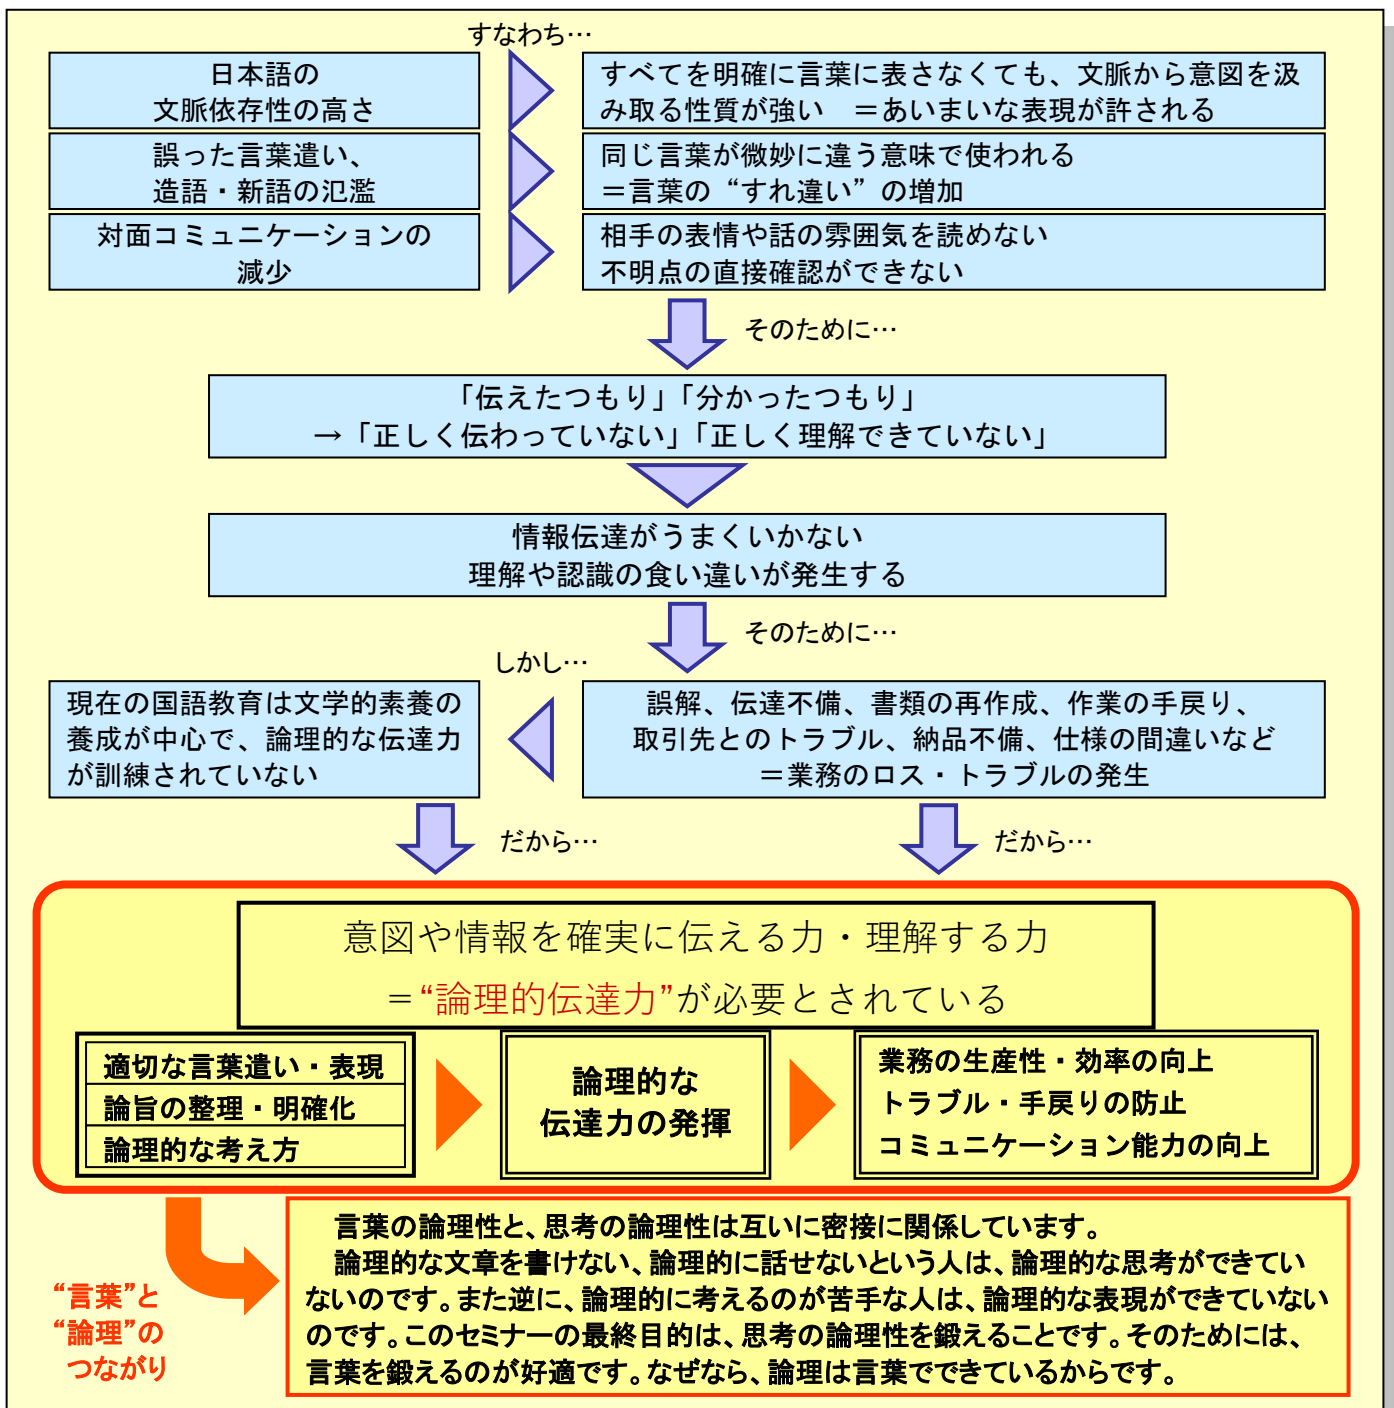 すなわち…
日本語の
文脈依存性の高さ
すべてを明確に言葉に表さなくても、文脈から意図を汲
み取る性質が強い　＝あいまいな表現が許される
誤った言葉遣い、
造語・新語の氾濫
同じ言葉が微妙に違う意味で使われる
＝言葉の“すれ違い”の増加
対面コミュニケーションの
減少
相手の表情や話の雰囲気を読めない
不明点の直接確認ができない
そのために…
「伝えたつもり」「分かったつもり」
→「正しく伝わっていない」「正しく理解できていない」
情報伝達がうまくいかない
理解や認識の食い違いが発生する
そのために…
しかし…
現在の国語教育は文学的素養の
養成が中心で、論理的な伝達力
が訓練されていない
誤解、伝達不備、書類の再作成、作業の手戻り、
取引先とのトラブル、納品不備、仕様の間違いなど
＝業務のロス・トラブルの発生
だから…
だから…
意図や情報を確実に伝える力・理解する力
＝“論理的伝達力”が必要とされている
適切な言葉遣い・表現
論旨の整理・明確化
論理的な考え方
論理的な
伝達力の発揮
業務の生産性・効率の向上
トラブル・手戻りの防止
コミュニケーション能力の向上
“言葉”と
“論理”の
つながり
言葉の論理性と、思考の論理性は互いに密接に関係しています。
論理的な文章を書けない、論理的に話せないという人は、論理的な思考ができてい
ないのです。また逆に、論理的に考えるのが苦手な人は、論理的な表現ができていない
のです。このセミナーの最終目的は、思考の論理性を鍛えることです。そのためには、
言葉を鍛えるのが好適です。なぜなら、論理は言葉でできているからです。